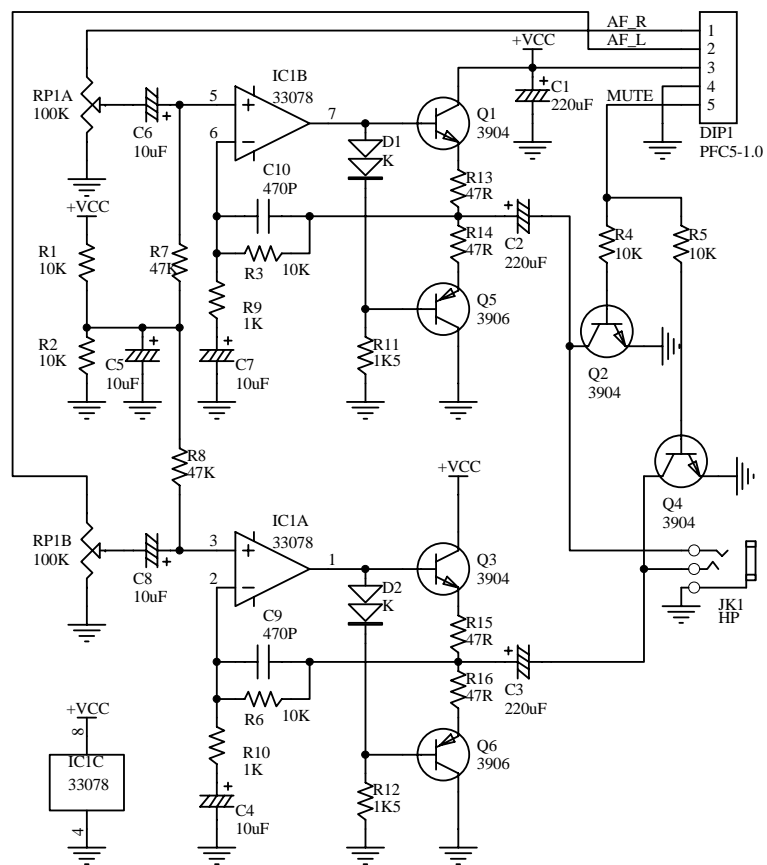 AF_R
AF_L
+VCC
1
2
3
4
5
MUTE
DIP1
PFC5-1.0
IC1B
33078
RP1A
100K
C6
10uF
5
6
7
D1
K
Q1
3904
C1
220uF
C10
470P
R13
47R
R14
47R
C2
220uF
R4
10K
R5
10K
+VCC
R1
10K
R7
47K
R3
10K
R9
1K
Q5
3906
R2
10K
C5
10uF
C7
10uF
R11
1K5
Q2
3904
R8
47K
+VCC
Q4
3904
IC1A
33078
RP1B
100K
C8
10uF
3
2
1
D2
K
Q3
3904
JK1
HP
C9
470P
R15
47R
R16
47R
C3
220uF
R6
10K
+VCC
8
IC1C
33078
4
R10
1K
C4
10uF
R12
1K5
Q6
3906